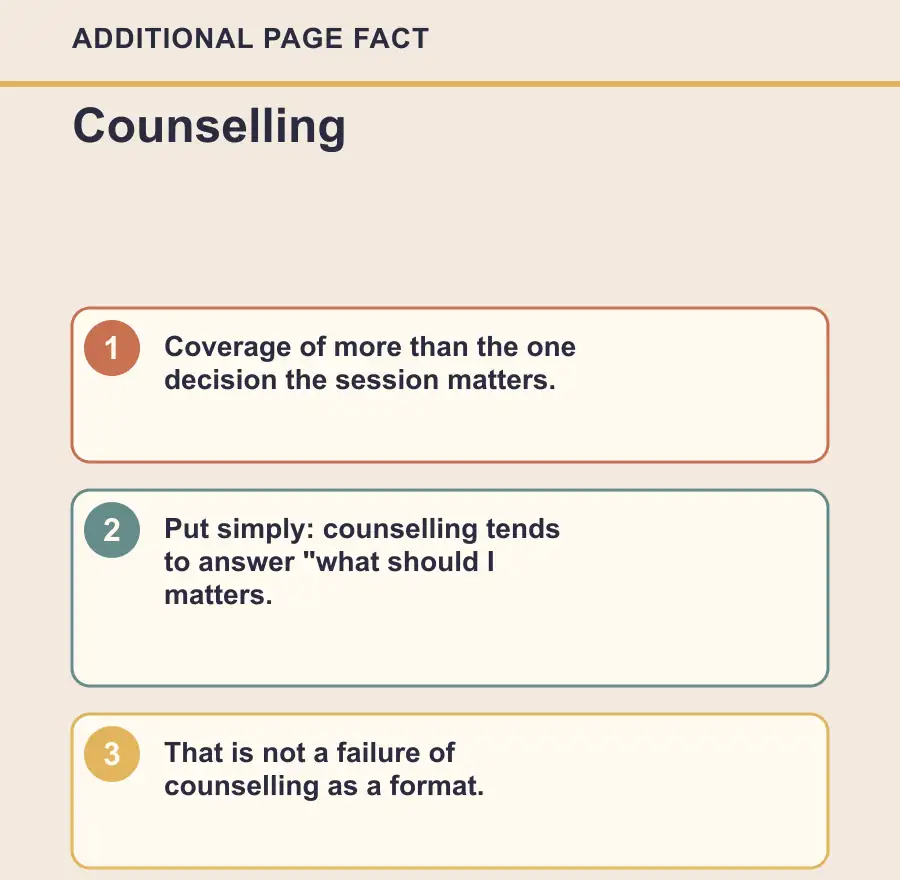 ADDITIONAL PAGE FACT
Counselling
1
Coverage of more than the one
decision the session matters.
2
Put simply: counselling tends
to answer "what should I
matters.
3
That is not a failure of
counselling as a format.